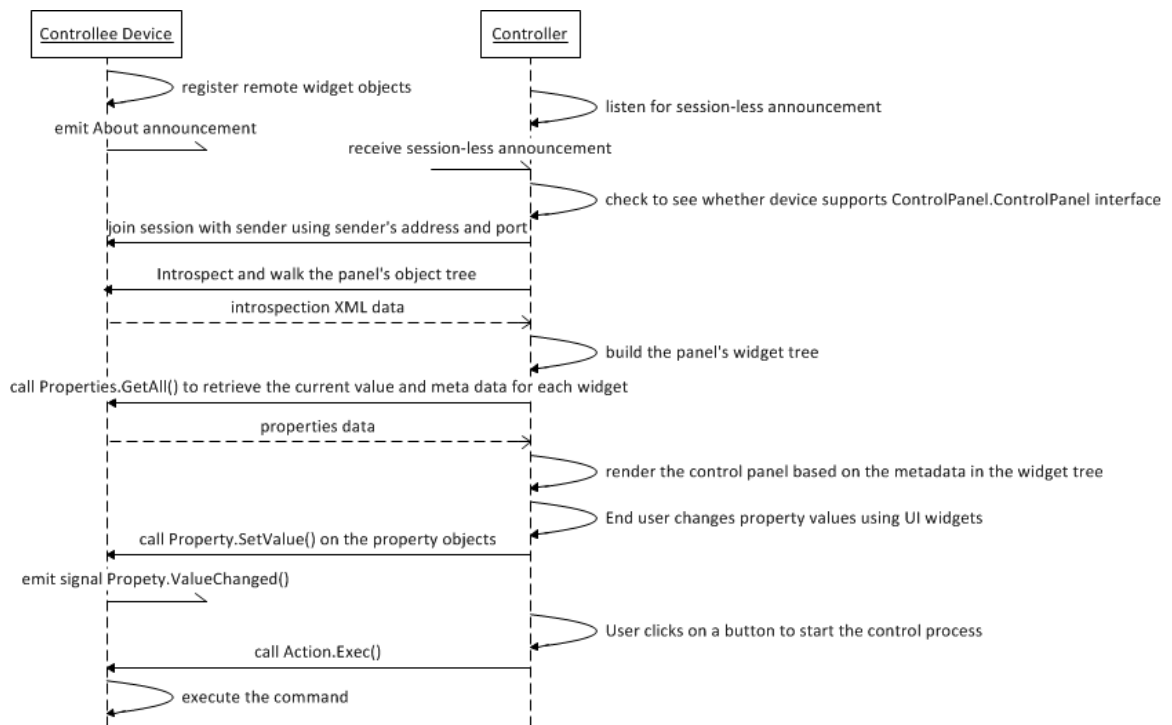 Controllee Device
Controller
register remote widget objects
listen for session-less announcement
emit About announcement
receive session-less announcement
check to see whether device supports ControlPanel.ControlPanel interface
join session with sender using sender's address and port
Introspect and walk the panel's object tree
introspection XML data
build the panel's widget tree
call Properties.GetAll() to retrieve the current value and meta data for each widget
properties data
render the control panel based on the metadata in the widget tree
End user changes property values using UI widgets
call Property.SetValue() on the property objects
emit signal Propety.ValueChanged()
User clicks on a button to start the control process
call Action.Exec()
execute the command